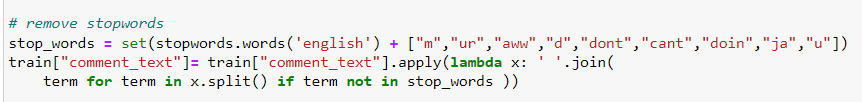 # remove stopwords
stop_words = set(stopwords.words('english') + ["m","ur","aww","d","dont","cant","doin","ja","u"])
train["comment_text"]= train["comment_text"].apply(lambda x: ' '.join(
    term for term in x.split() if term not in stop_words ))